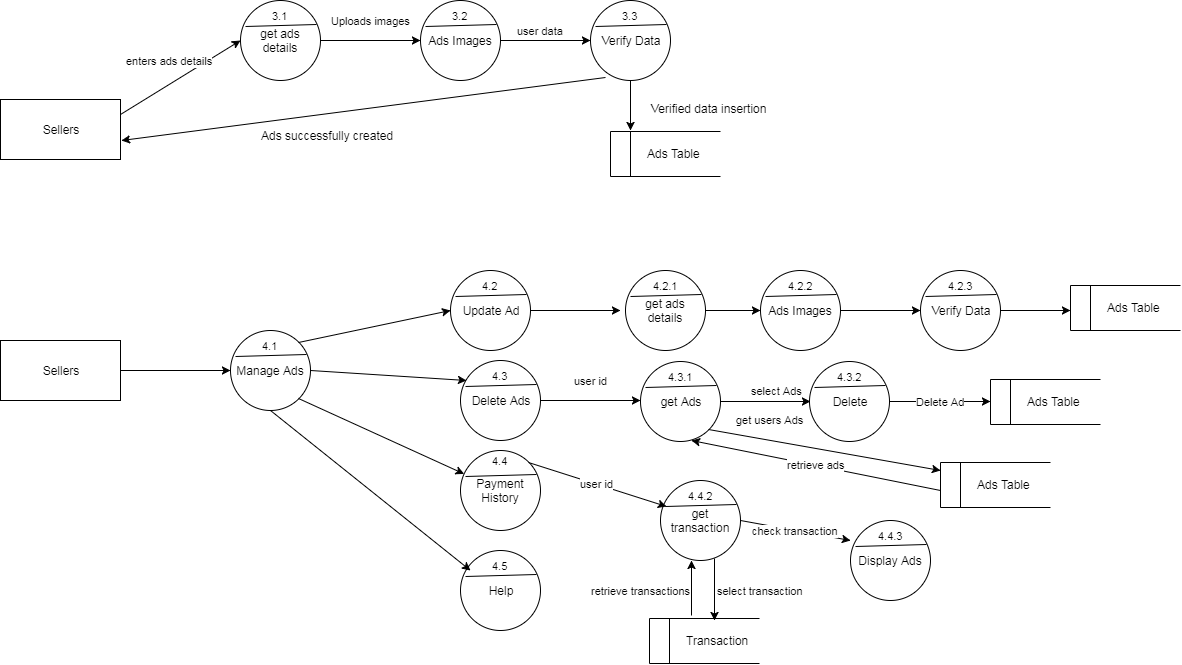 3.1
get ads
details
Uploads images
3.2
Ads Images
user data
3.3
Verify Data
enters ads details
Sellers
Ads successfully created
Verified data insertion
Ads Table
4.2
Update Ad
4.2.1
get ads
details
4.2.2
Ads Images
4.2.3
Verify Data
Ads Table
Sellers
4.1
Manage Ads
4.3
Delete Ads
user id
4.3.1
get Ads
select Ads
4.3.2
Delete
Delete Ad
Ads Table
get users Ads
retrieve ads
Ads Table
4.4
Payment
History
user id
4.4.2
get
transaction
check transaction
4.4.3
Display Ads
4.5
Help
retrieve transactions
select transaction
Transaction